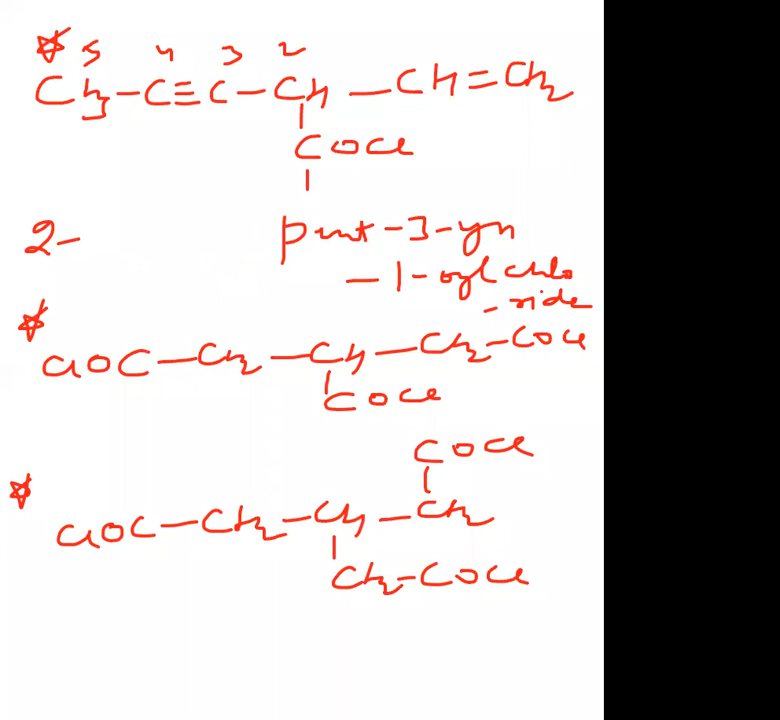 ☆ 5 4 3 2
CH3-C≡C-CH-CH=CH2
COCl
2- pent-3-yn
-1-oyl chlo
-ride
☆
ClOC-CH2-CH-CH2-COCl
COCl
COCl
☆
ClOC-CH2-CH-CH2
CH2-COCl